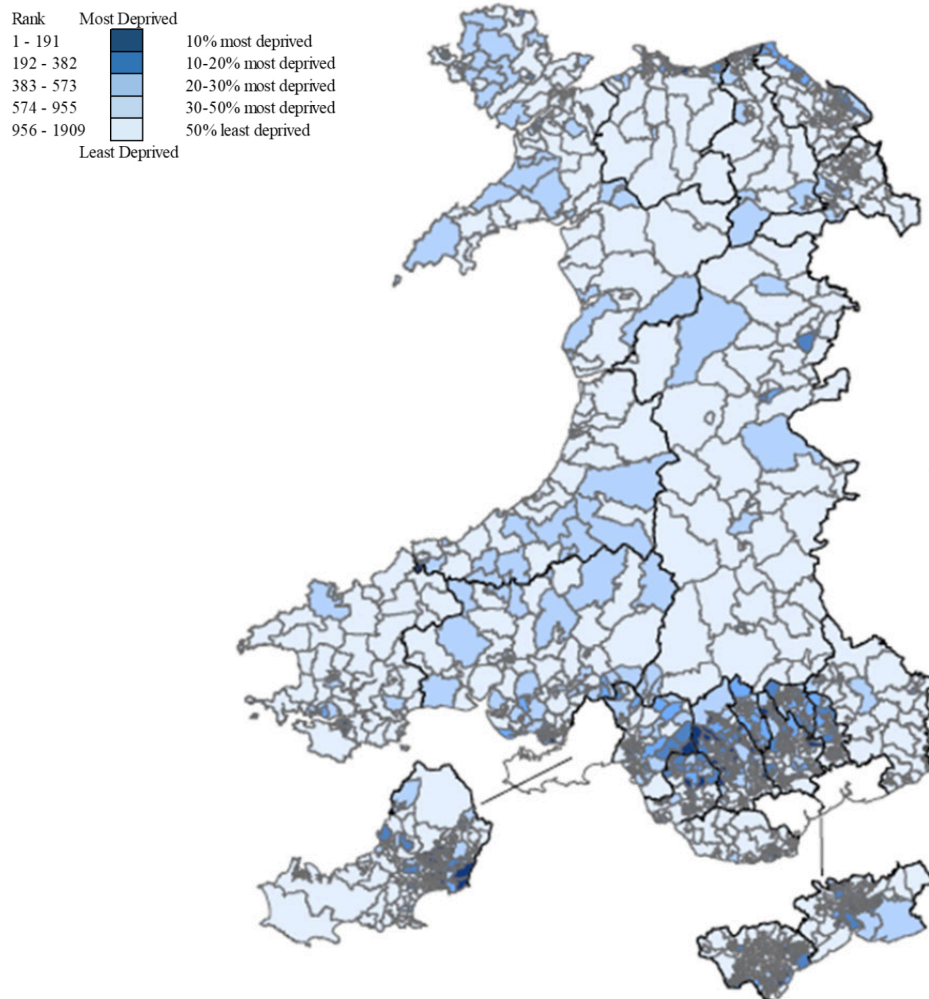 Rank Most Deprived
1 - 191 10% most deprived
192 - 382 10-20% most deprived
383 - 573 20-30% most deprived
574 - 955 30-50% most deprived
956 - 1909 50% least deprived
Least Deprived